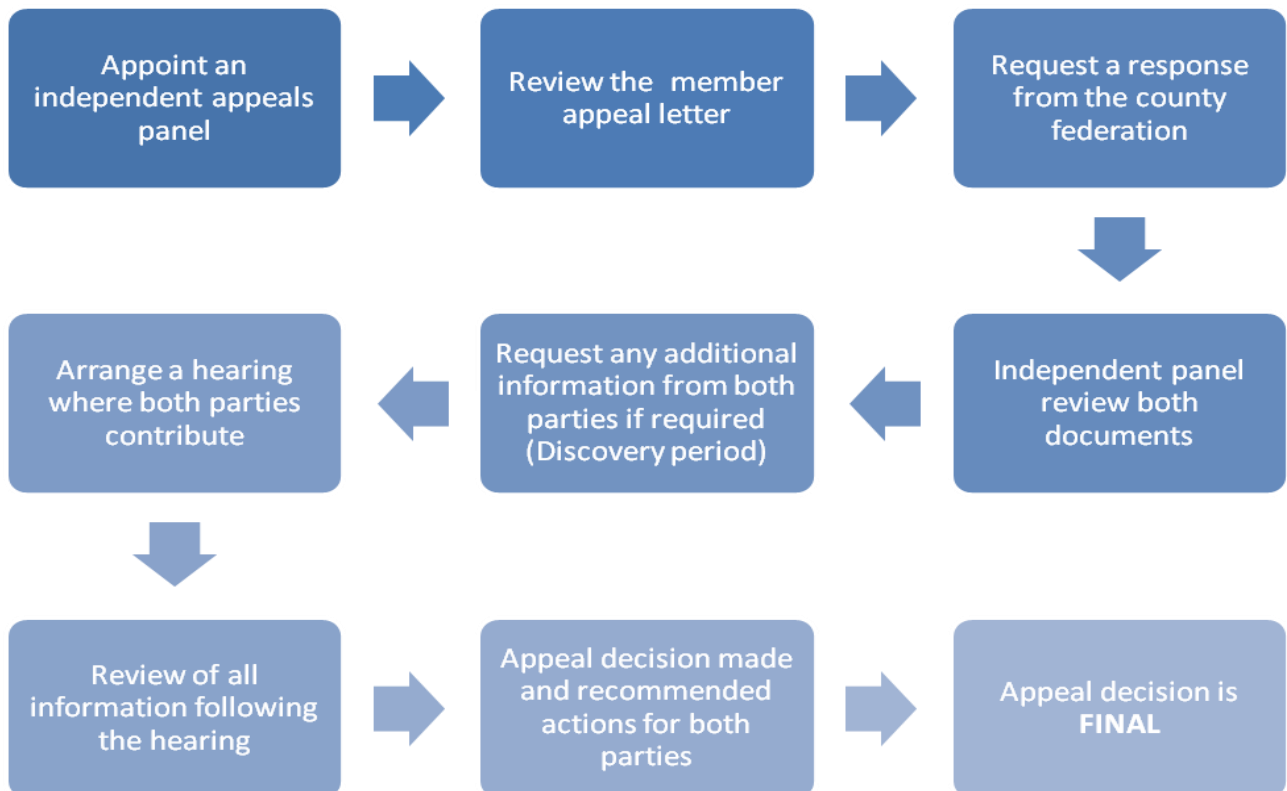 Appoint an
independent appeals
panel
Review the  member
appeal letter
Request a response
from the county
federation
Independent panel
review both
documents
Request any additional
information from both
parties if required
(Discovery period)
Arrange a hearing
where both parties
contribute
Review of all
information following
the hearing
Appeal decision made
and recommended
actions for both
parties
Appeal decision is
FINAL